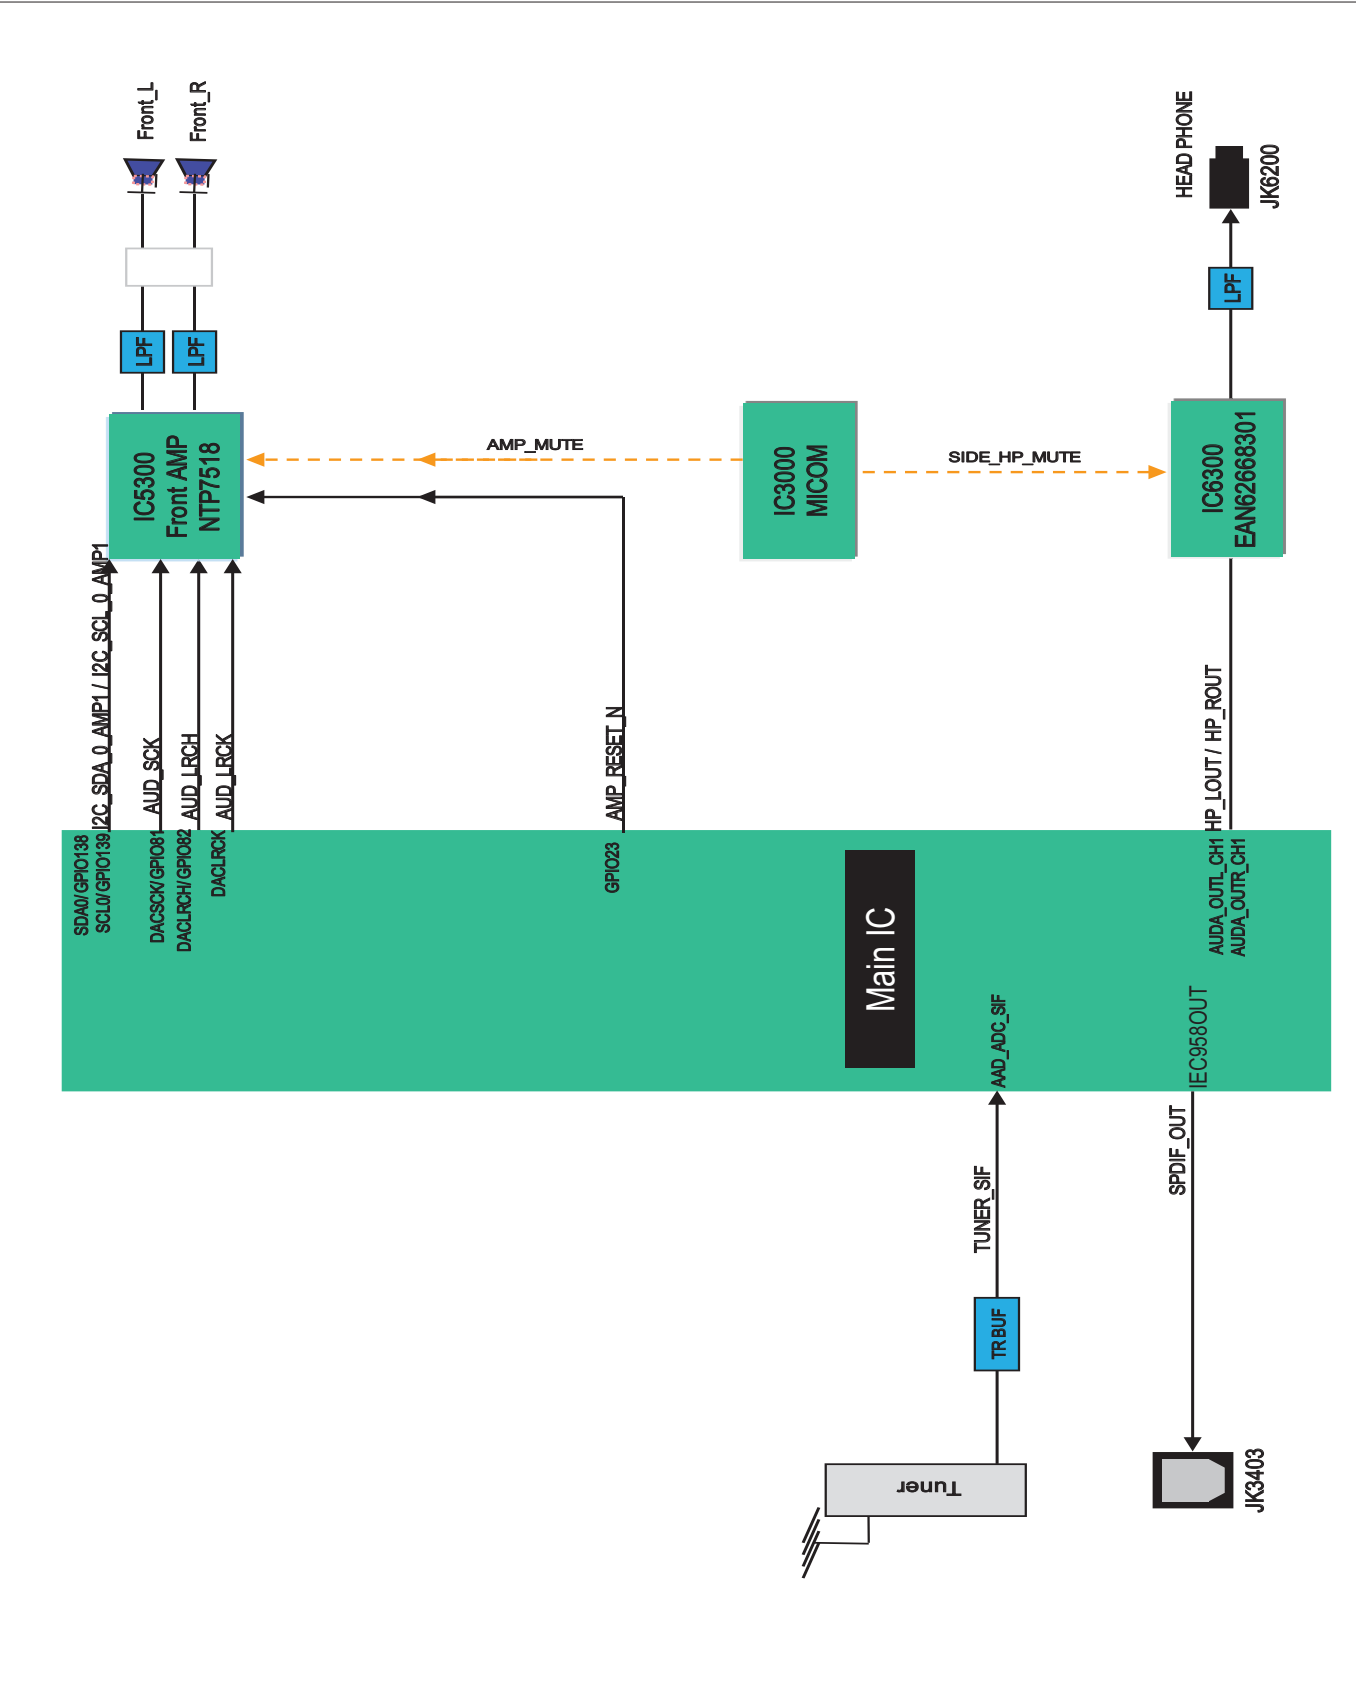 Front_L
Front_R
HEAD PHONE
JK6200
LPF
LPF
LPF
IC5300
Front AMP
NTP7518
AMP_MUTE
IC3000
MICOM
SIDE_HP_MUTE
IC6300
EAN62668301
I2C_SDA_0_AMP1 / I2C_SCL_0_AMP1
AUD_SCK
AUD_LRCH
AUD_LRCK
AMP_RESET_N
HP_LOUT / HP_ROUT
SDA0/GPIO138
SCL0/GPIO139
DACSCK/GPIO81
DACLRCH/GPIO82
DACLRCK
GPIO23
Main IC
AUDA_OUTL_CH1
AUDA_OUTR_CH1
AAD_ADC_SIF
IEC958OUT
TUNER_SIF
SPDIF_OUT
TR BUF
Tuner
JK3403